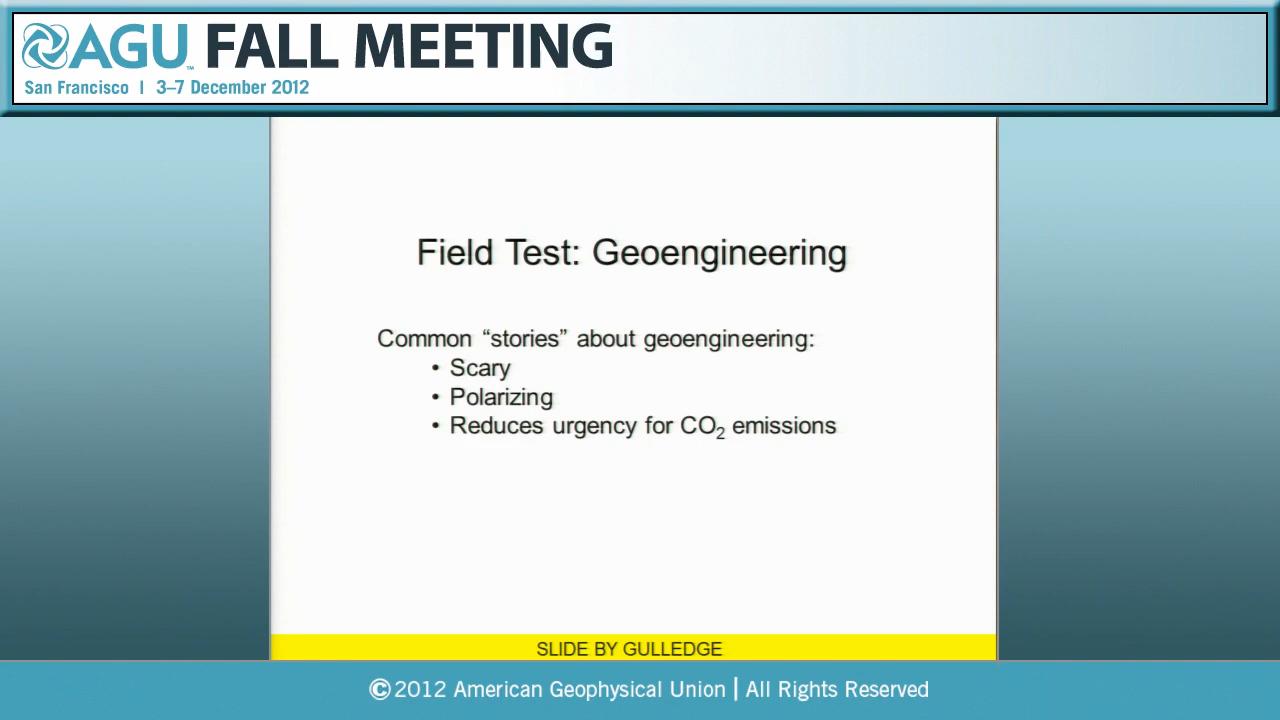 AGU™ FALL MEETING
San Francisco | 3–7 December 2012
Field Test: Geoengineering
Common “stories” about geoengineering:
• Scary
• Polarizing
• Reduces urgency for CO₂ emissions
SLIDE BY GULLEDGE
©2012 American Geophysical Union | All Rights Reserved